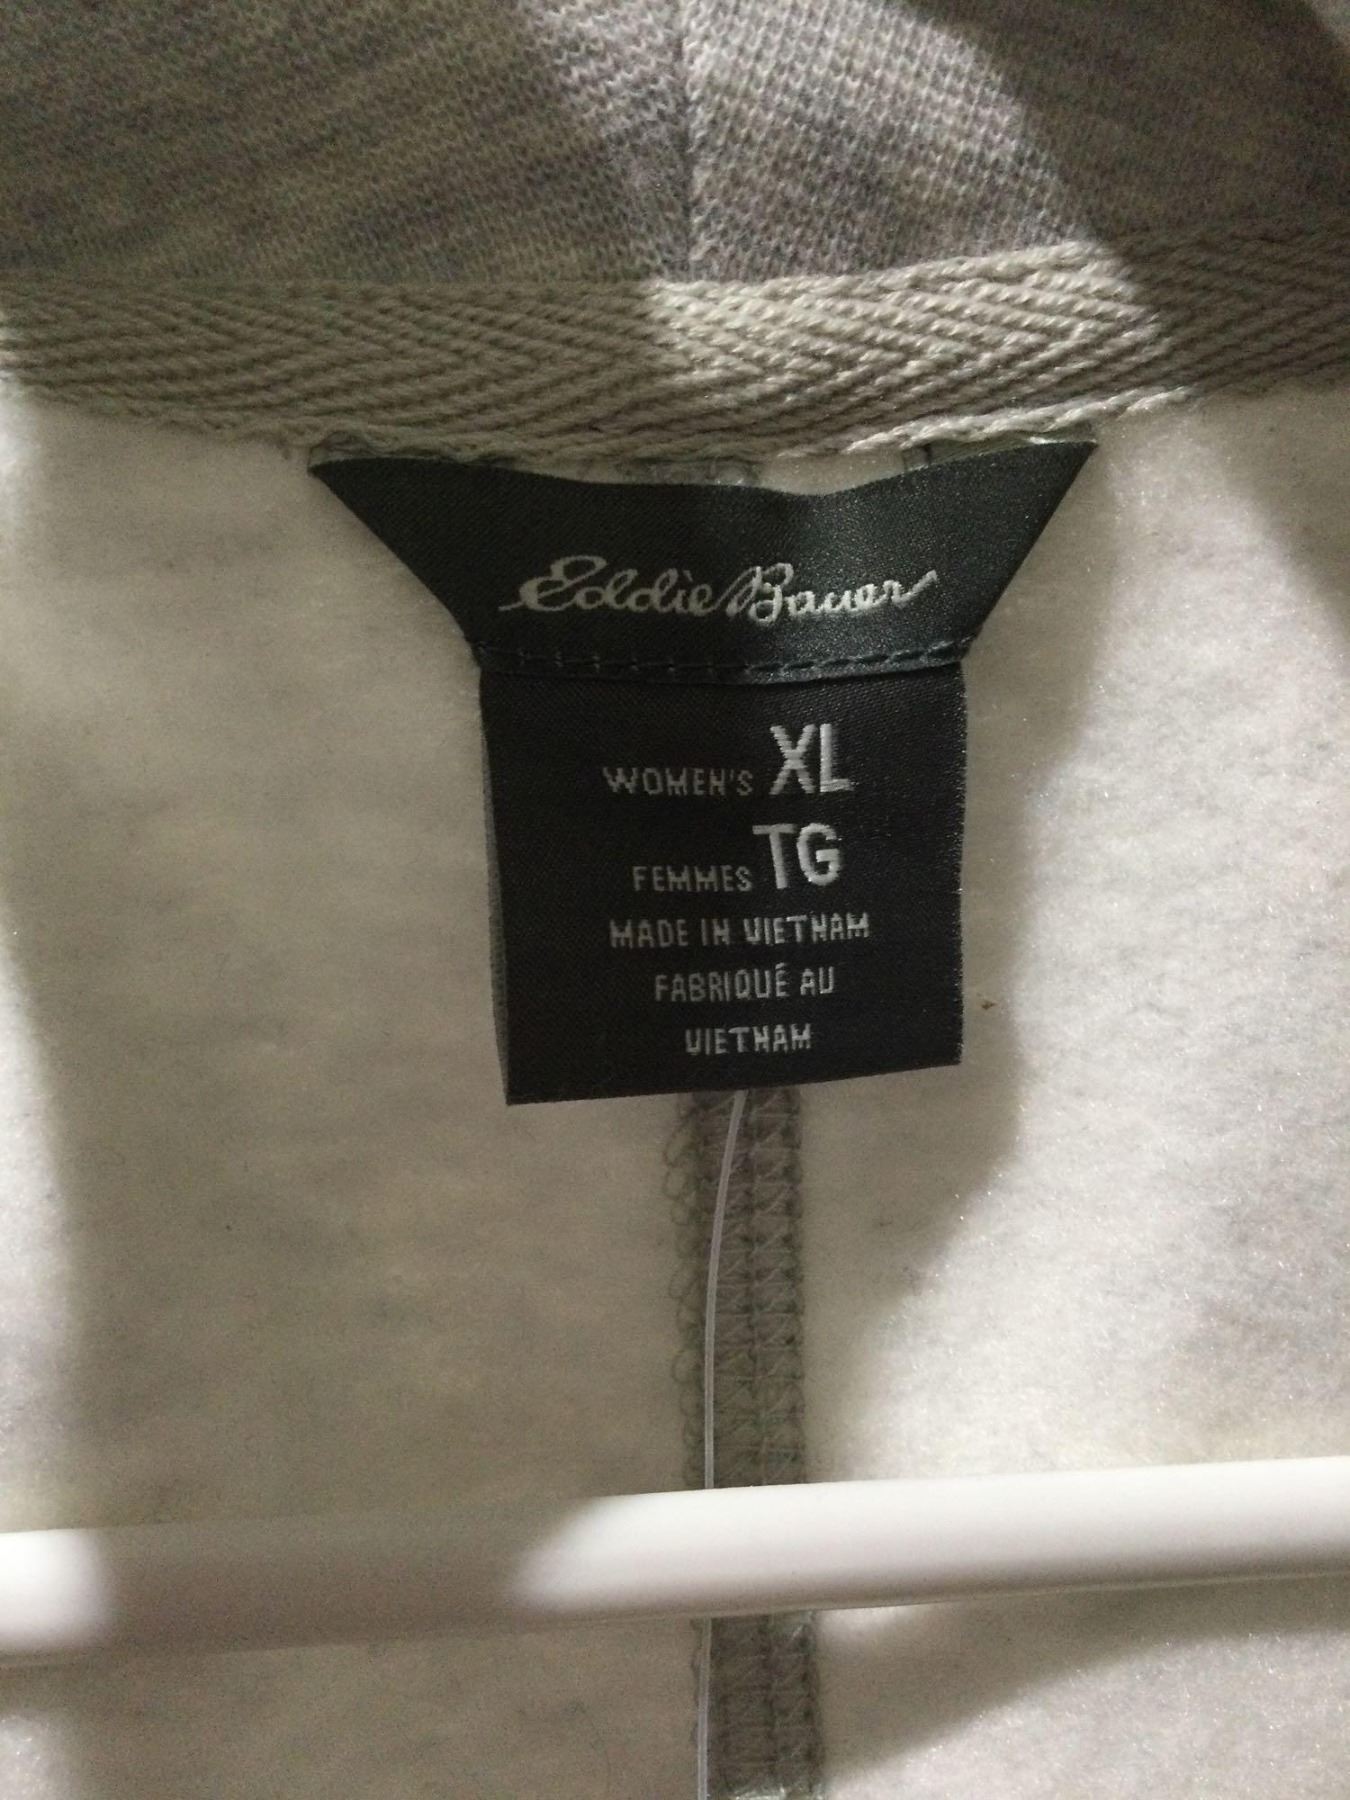 Eddie Bauer
WOMEN'S XL
FEMMES TG
MADE IN VIETNAM
FABRIQUÉ AU
VIETNAM